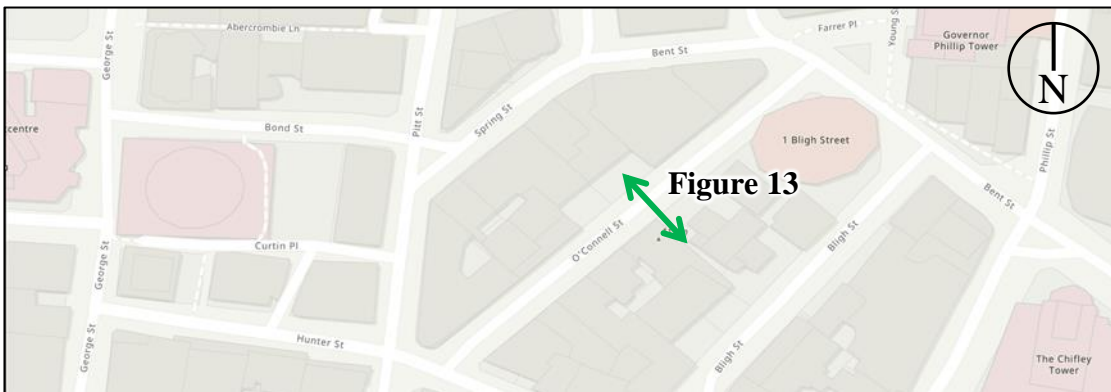 Abercrombie Ln
George St
Pitt St
Bent St
Farrer Pl
Young S
Governor
Phillip Tower
N
centre
Bond St
Spring St
1 Bligh Street
Phillip St
Figure 13
Bent St
O'Connell St
Bligh St
Curtin Pl
George St
Hunter St
George St
Bligh St
The Chifley
Tower